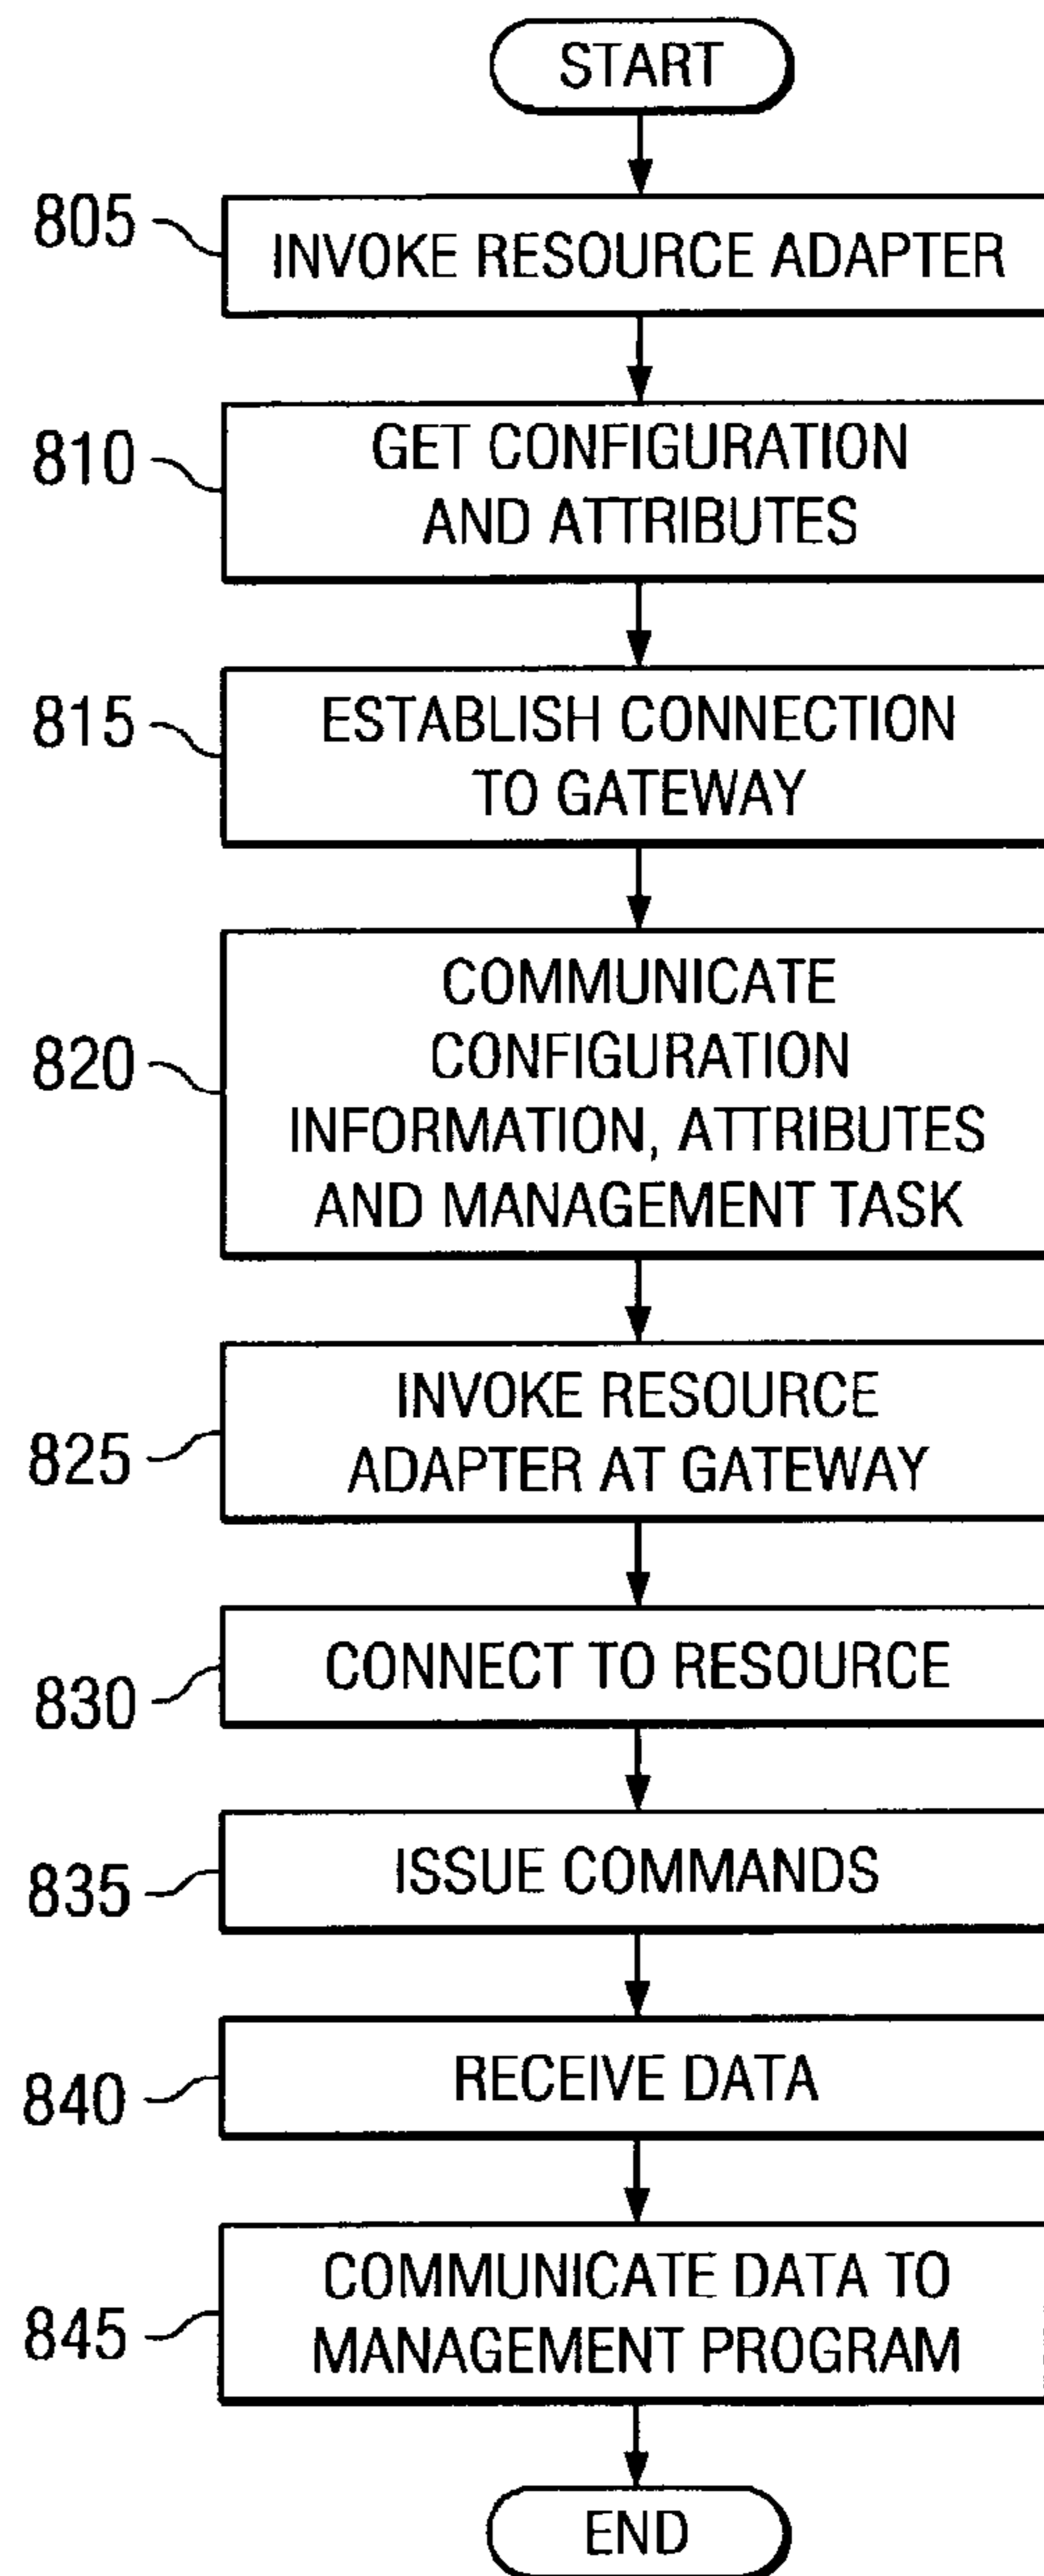 START
805
INVOKE RESOURCE ADAPTER
810
GET CONFIGURATION
AND ATTRIBUTES
815
ESTABLISH CONNECTION
TO GATEWAY
820
COMMUNICATE
CONFIGURATION
INFORMATION, ATTRIBUTES
AND MANAGEMENT TASK
825
INVOKE RESOURCE
ADAPTER AT GATEWAY
830
CONNECT TO RESOURCE
835
ISSUE COMMANDS
840
RECEIVE DATA
845
COMMUNICATE DATA TO
MANAGEMENT PROGRAM
END